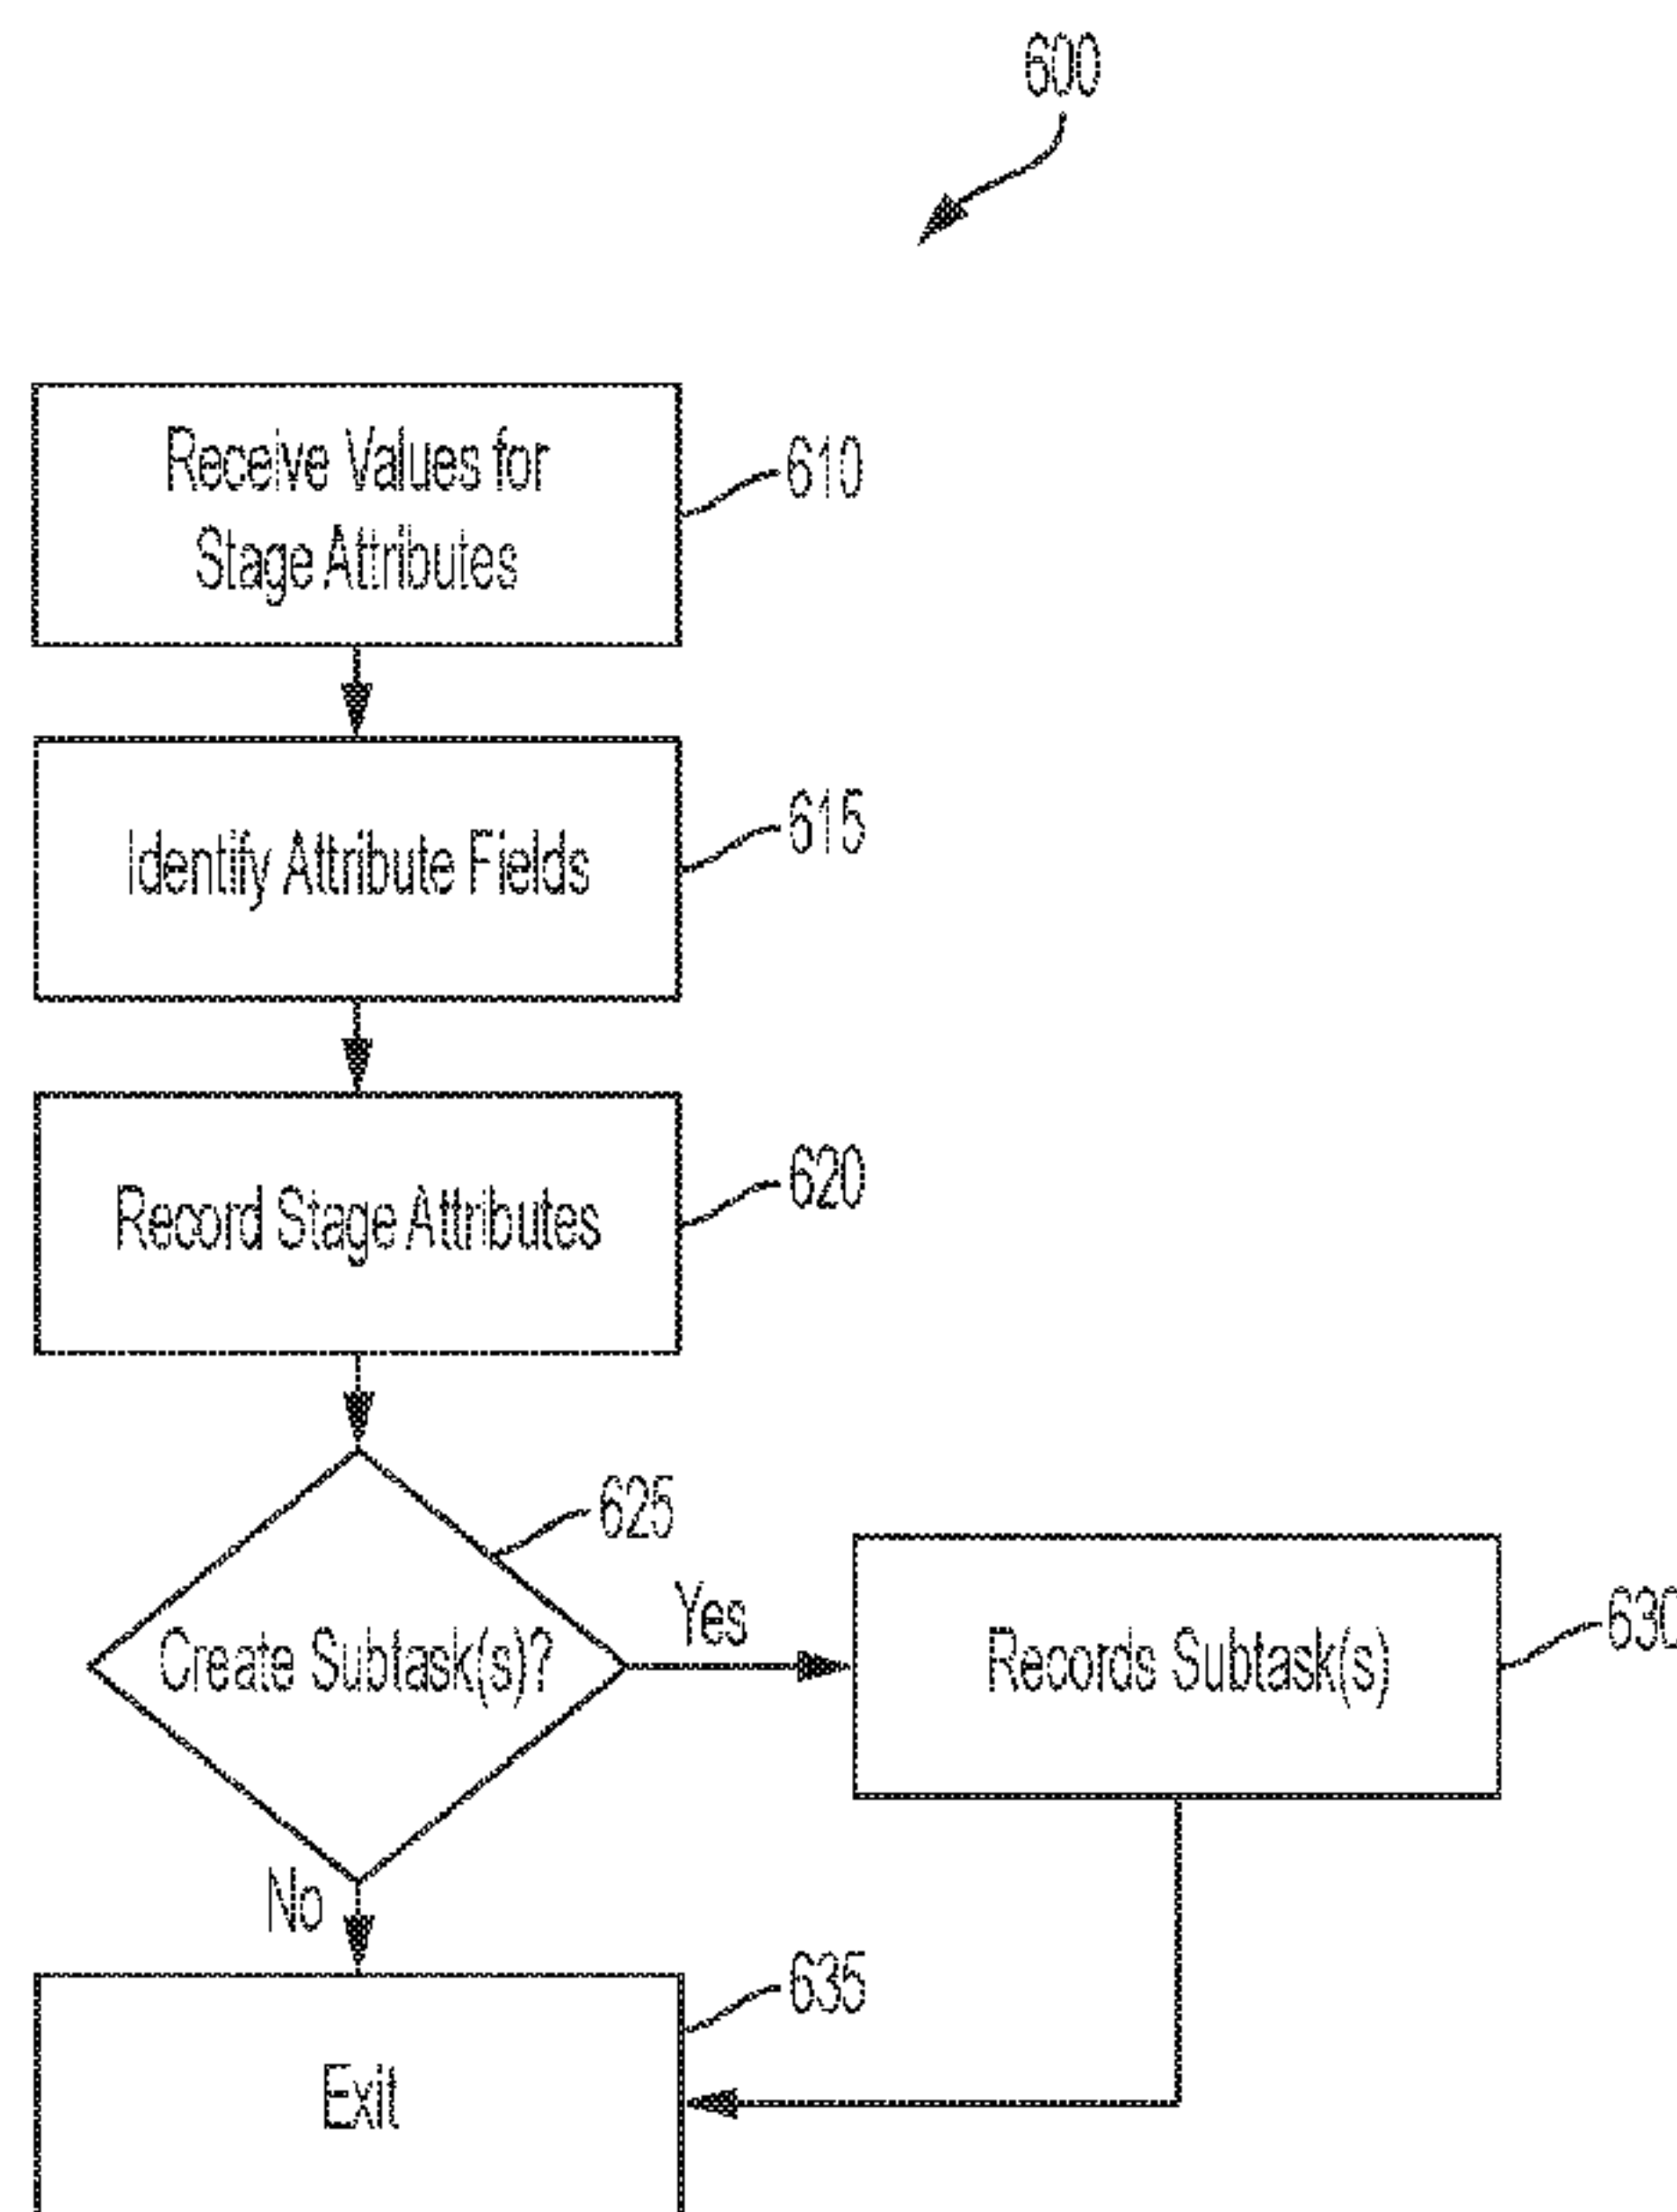 600
Receive Values for
Stage Attributes
610
Identify Attribute Fields
615
Record Stage Attributes
620
625
Create Subtask(s)?
Yes
Records Subtask(s)
630
No
635
Exit